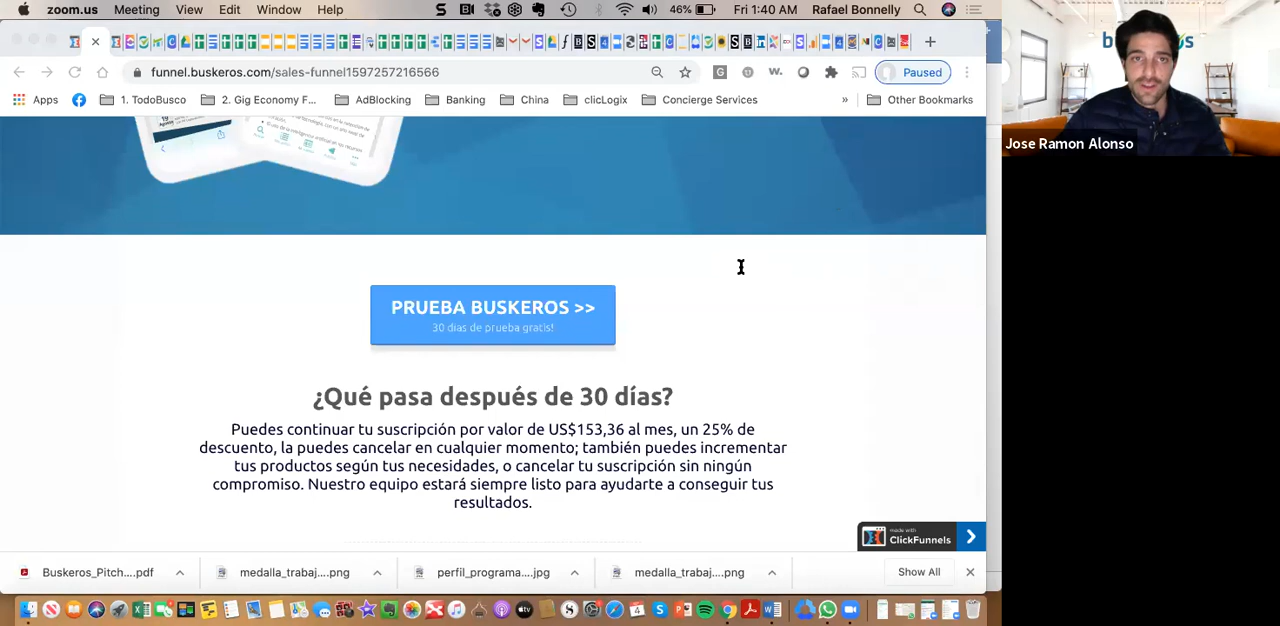 zoom.us Meeting View Edit Window Help 46% Fri 1:40 AM Rafael Bonnelly
funnel.buskeros.com/sales-funnel1597257216566 Paused
Apps 1. TodoBusco 2. Gig Economy F... AdBlocking Banking China clicLogix Concierge Services » Other Bookmarks
Jose Ramon Alonso
PRUEBA BUSKEROS >>
30 días de prueba gratis!
¿Qué pasa después de 30 días?
Puedes continuar tu suscripción por valor de US$153,36 al mes, un 25% de
descuento, la puedes cancelar en cualquier momento; también puedes incrementar
tus productos según tus necesidades, o cancelar tu suscripción sin ningún
compromiso. Nuestro equipo estará siempre listo para ayudarte a conseguir tus
resultados.
made with
ClickFunnels
Buskeros_Pitch....pdf medalla_trabaj....png perfil_programa....jpg medalla_trabaj....png Show All